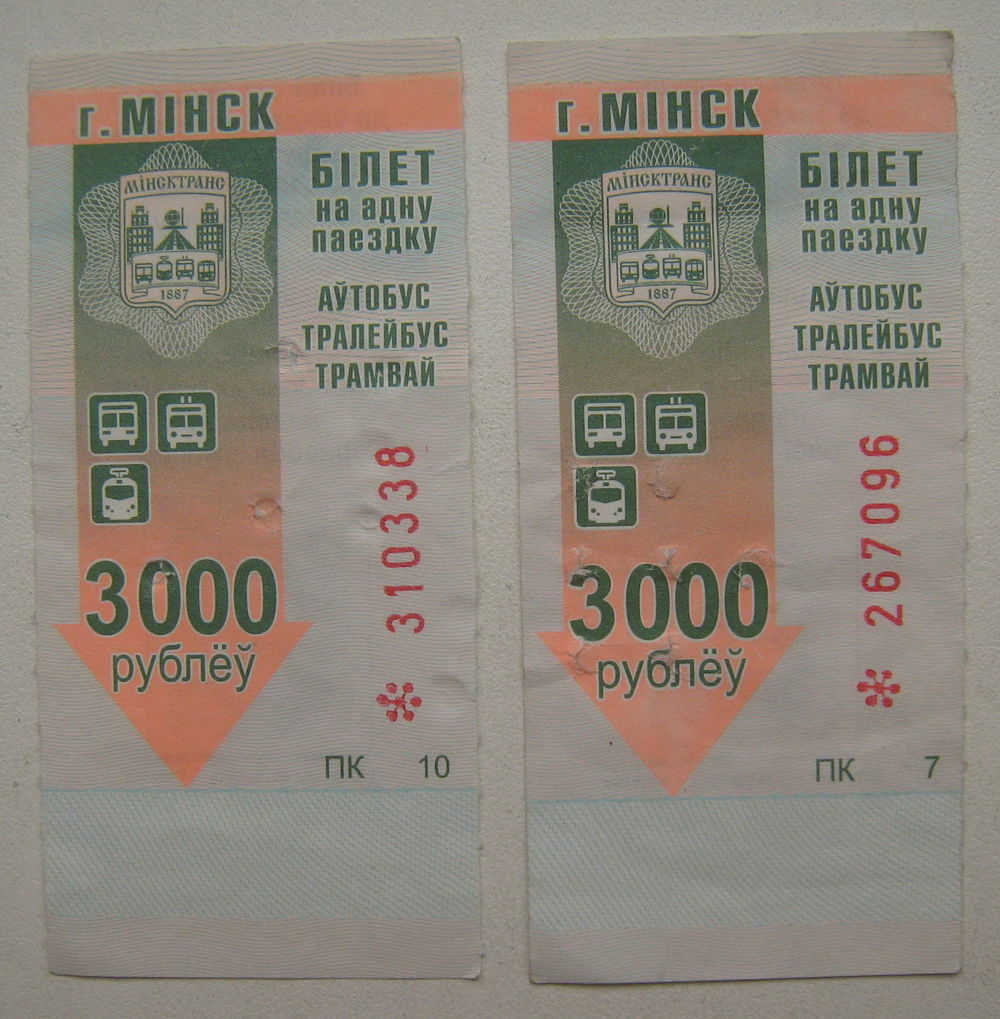 г. МІНСК
МІНСКТРАНС
1887
БІЛЕТ
на адну
паездку
АЎТОБУС
ТРАЛЕЙБУС
ТРАМВАЙ
3000
рублёў
* 310338
ПК 10
г. МІНСК
МІНСКТРАНС
1887
БІЛЕТ
на адну
паездку
АЎТОБУС
ТРАЛЕЙБУС
ТРАМВАЙ
3000
рублёў
* 267096
ПК 7